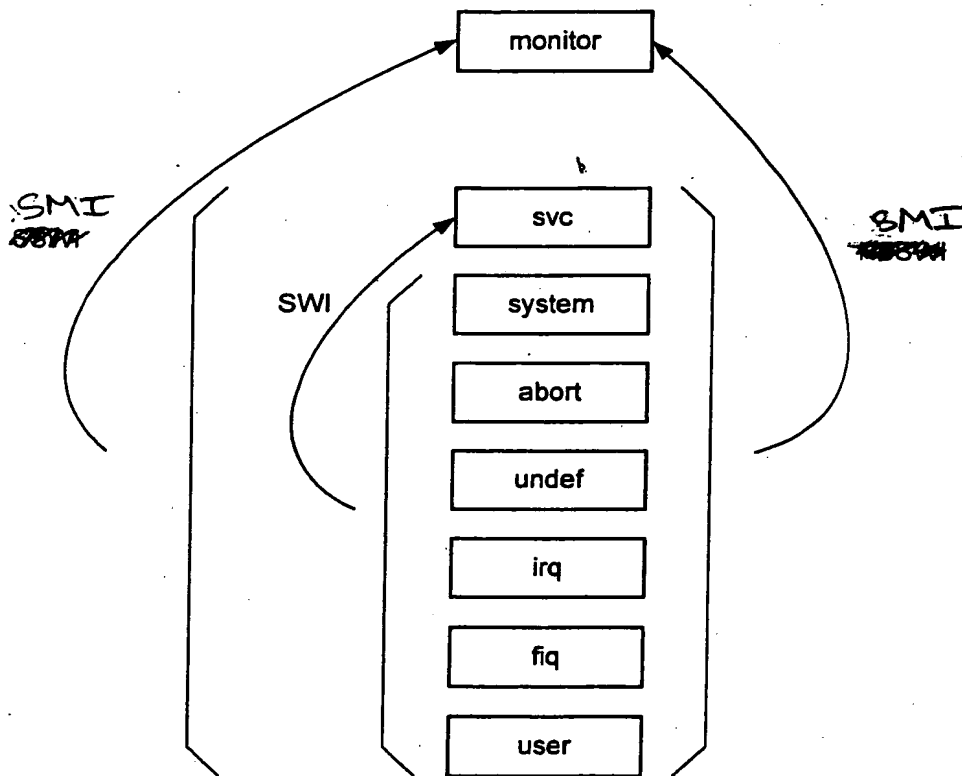 monitor
SMI
svc
SMI
SWI
system
abort
undef
irq
fiq
user